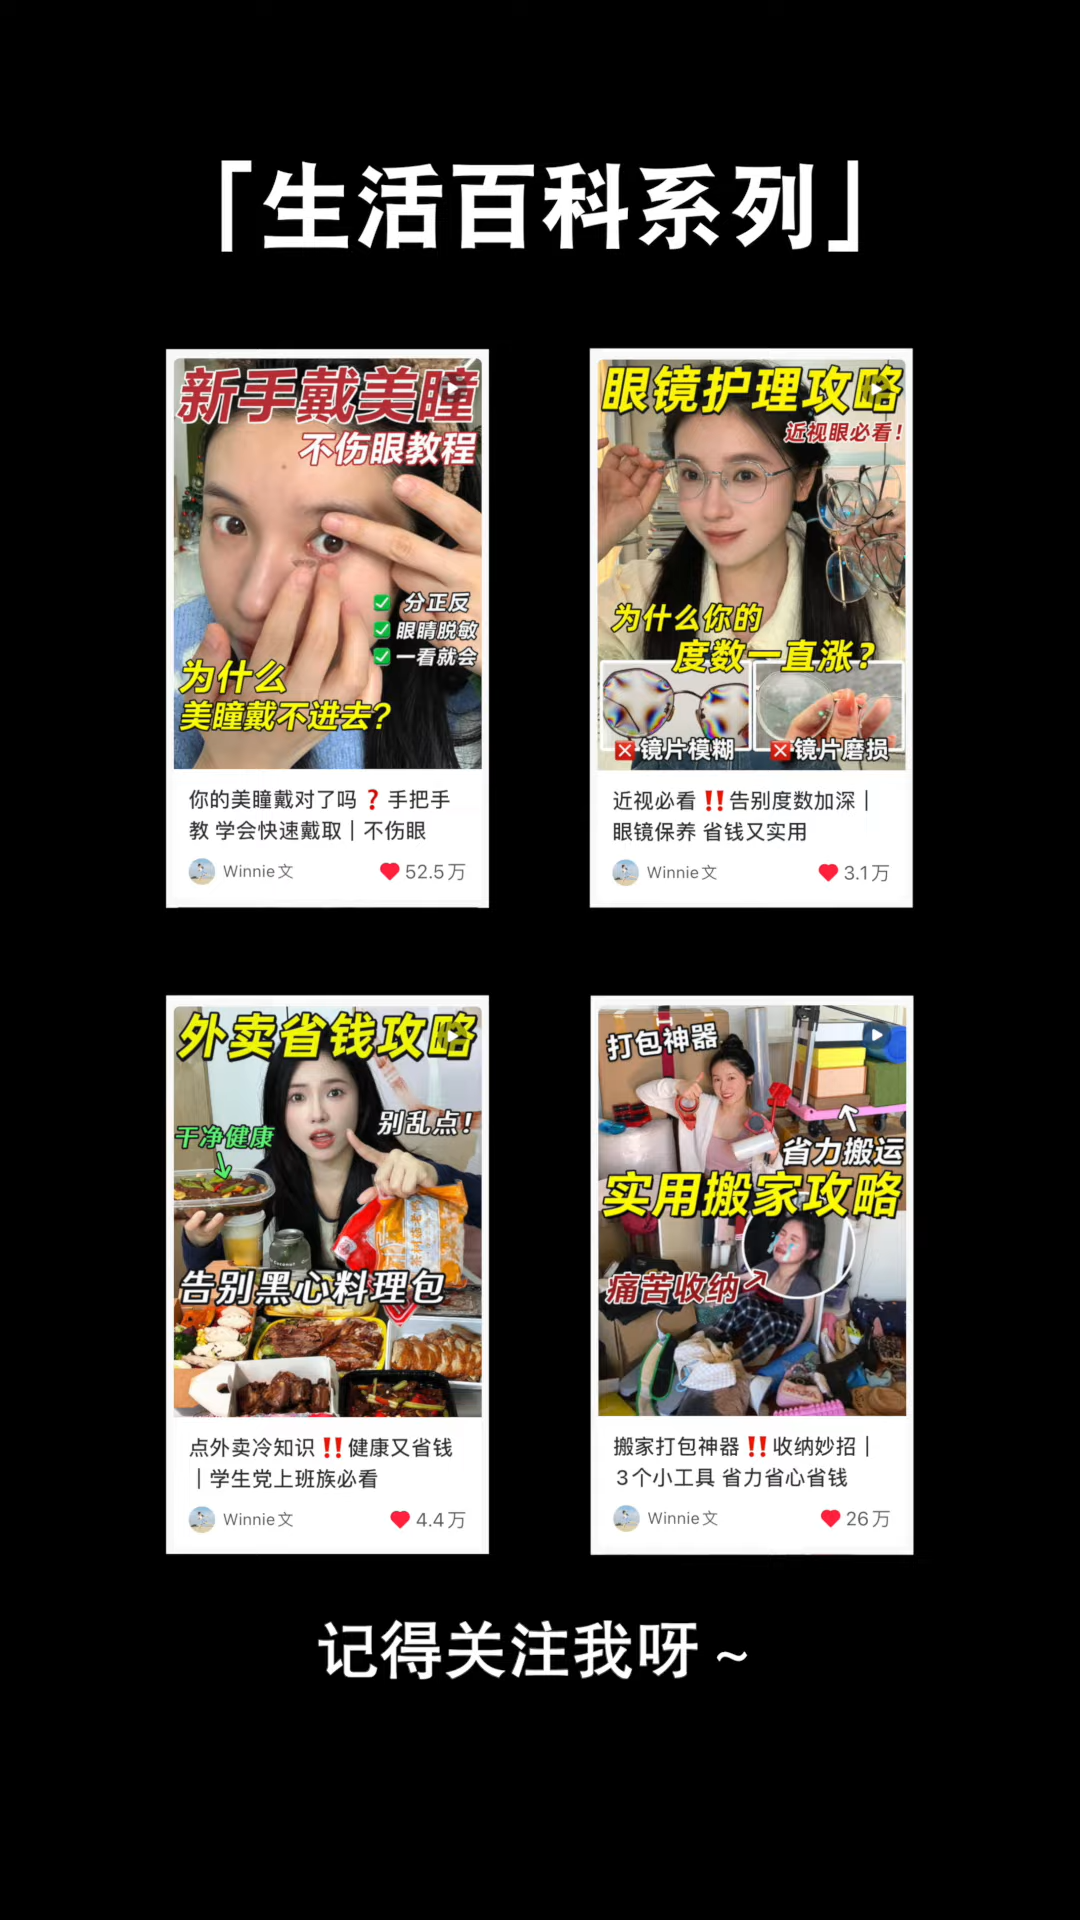 「生活百科系列」
新手戴美瞳
不伤眼教程
✅ 分正反
✅ 眼睛脱敏
✅ 一看就会
为什么
美瞳戴不进去?
你的美瞳戴对了吗❓手把手
教 学会快速戴取｜不伤眼
Winnie文
52.5万
眼镜护理攻略
近视眼必看!
为什么你的
度数一直涨?
❌镜片模糊
❌镜片磨损
近视必看‼️告别度数加深｜
眼镜保养 省钱又实用
Winnie文
3.1万
外卖省钱攻略
别乱点!
干净健康
告别黑心料理包
点外卖冷知识‼️健康又省钱
｜学生党上班族必看
Winnie文
4.4万
打包神器
省力搬运
实用搬家攻略
痛苦收纳
搬家打包神器‼️收纳妙招｜
3个小工具 省力省心省钱
Winnie文
26万
记得关注我呀~